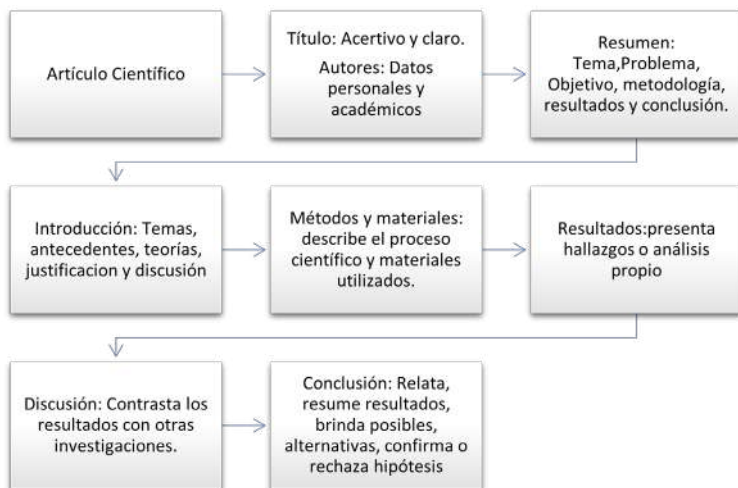 Artículo Científico
Título: Acertivo y claro.
Autores: Datos
personales y
académicos
Resumen:
Tema,Problema,
Objetivo, metodología,
resultados y conclusión.
Introducción: Temas,
antecedentes, teorías,
justificacion y discusión
Métodos y materiales:
describe el proceso
científico y materiales
utilizados.
Resultados:presenta
hallazgos o análisis
propio
Discusión: Contrasta los
resultados con otras
investigaciones.
Conclusión: Relata,
resume resultados,
brinda posibles,
alternativas, confirma o
rechaza hipótesis